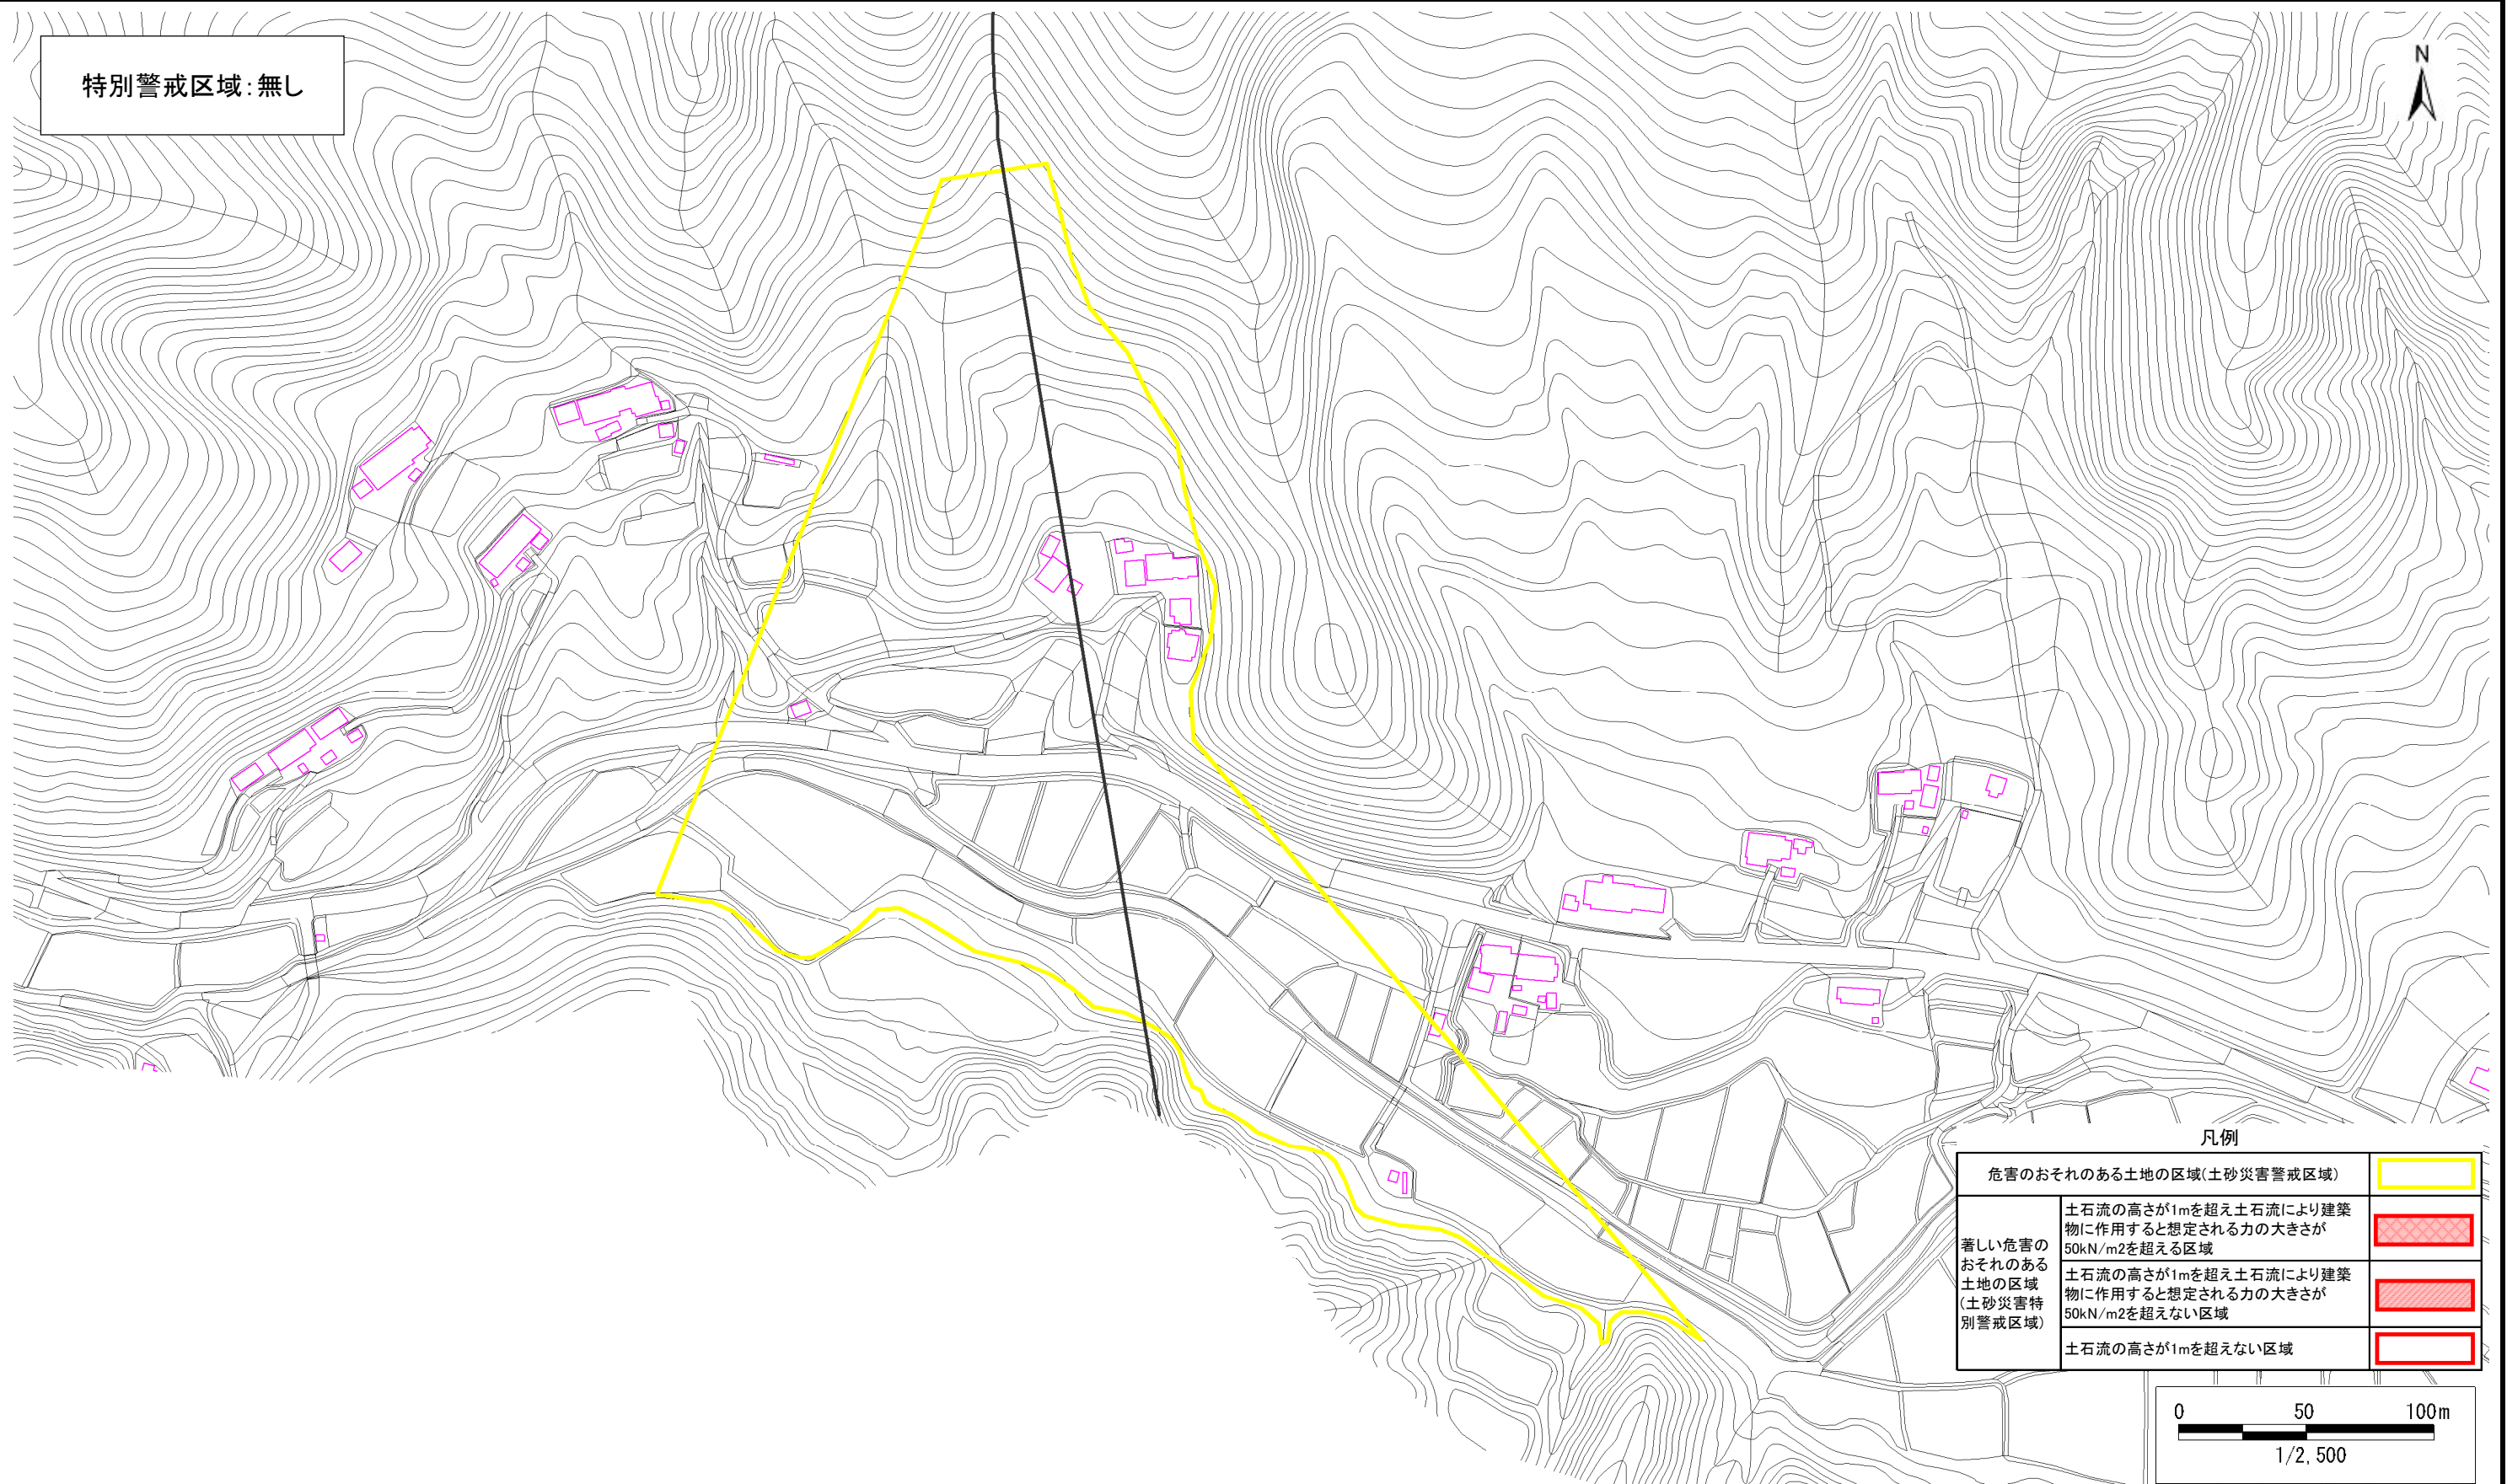 特別警戒区域:無し
N
凡例
危害のおそれのある土地の区域(土砂災害警戒区域)
著しい危害の
おそれのある
土地の区域
(土砂災害特
別警戒区域)
土石流の高さが1mを超え土石流により建築
物に作用すると想定される力の大きさが
50kN/m2を超える区域
土石流の高さが1mを超え土石流により建築
物に作用すると想定される力の大きさが
50kN/m2を超えない区域
土石流の高さが1mを超えない区域
0 50 100m
1/2,500